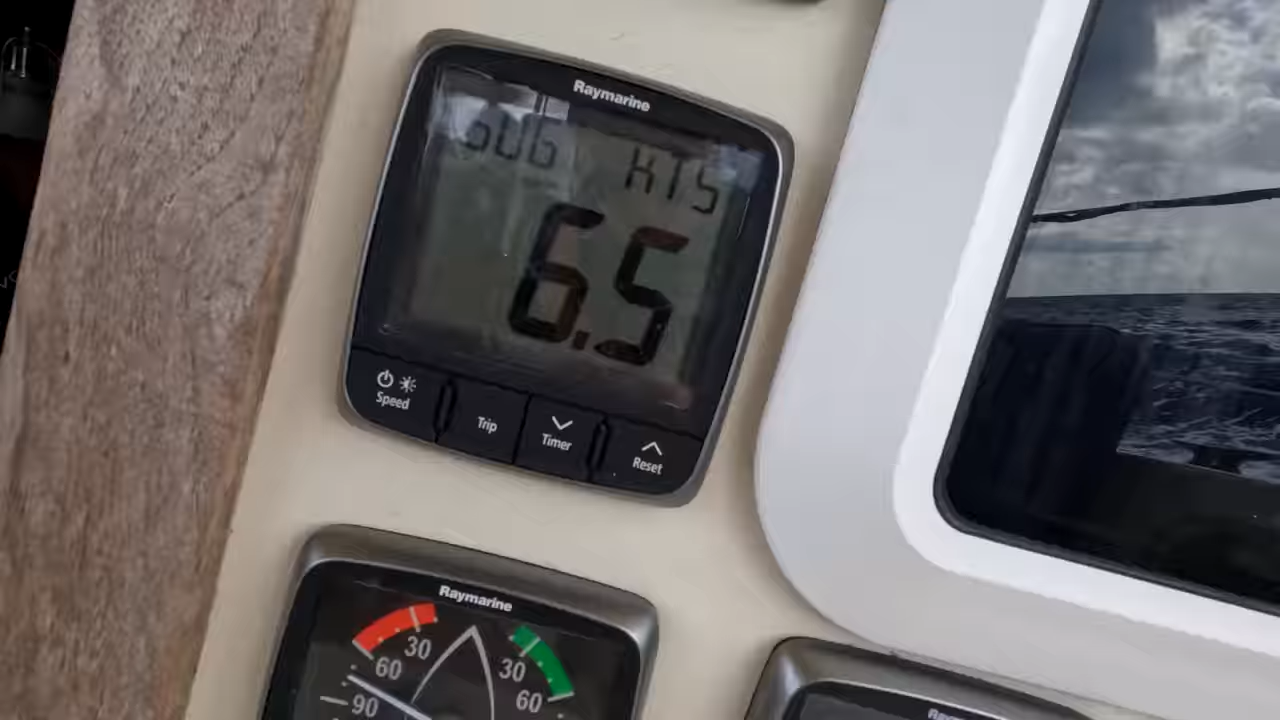 Raymarine
SOG KTS
6.5
Speed
Trip
Timer
Reset
Raymarine
30 30
60 60
90